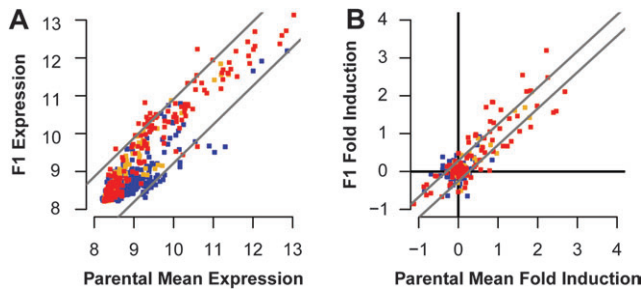 A
F1 Expression
13
12
11
10
9
8
8 9 10 11 12 13
Parental Mean Expression
B
F1 Fold Induction
4
3
2
1
0
−1
−1 0 1 2 3 4
Parental Mean Fold Induction